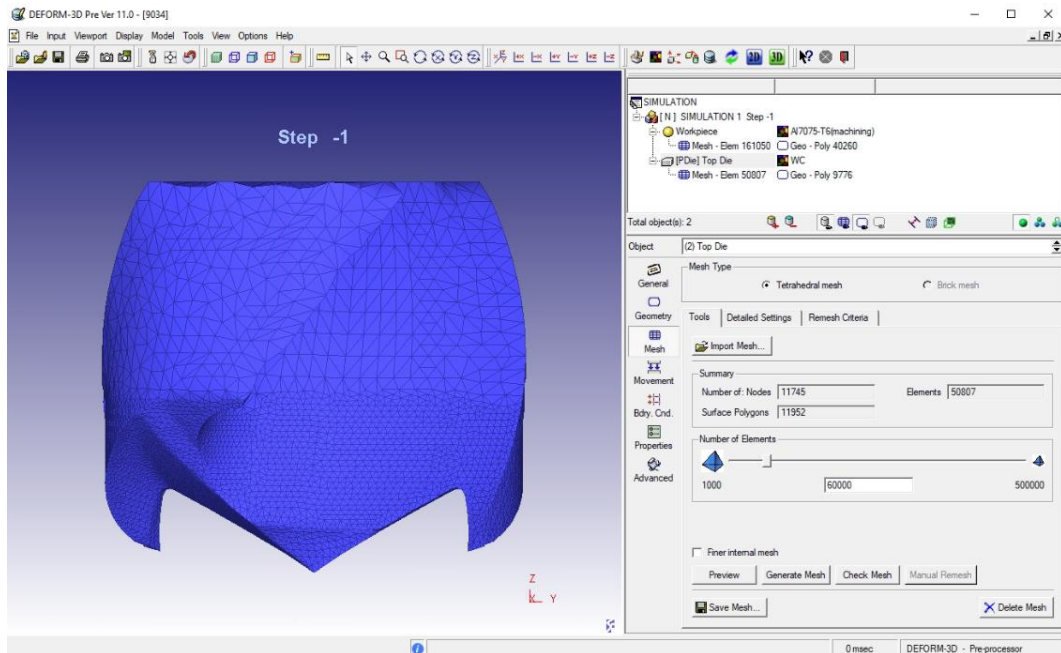 DEFORM-3D Pre Ver 11.0 - [9034]
File Input Viewport Display Model Tools View Options Help
2D 3D
Step -1
SIMULATION
[ N ] SIMULATION 1 Step -1
Workpiece Al7075-T6(machining)
Mesh - Elem 161050 Geo - Poly 40260
[PDie] Top Die WC
Mesh - Elem 50807 Geo - Poly 9776
Total object(s): 2
Object (2) Top Die
General
Geometry
Mesh
Movement
Bdry. Cnd.
Properties
Advanced
Mesh Type
Tetrahedral mesh Brick mesh
Tools Detailed Settings Remesh Criteria
Import Mesh...
Summary
Number of: Nodes 11745 Elements 50807
Surface Polygons 11952
Number of Elements
1000 60000 500000
Finer internal mesh
Preview Generate Mesh Check Mesh Manual Remesh
Save Mesh... Delete Mesh
Z
X Y
0 msec DEFORM-3D - Pre-processor